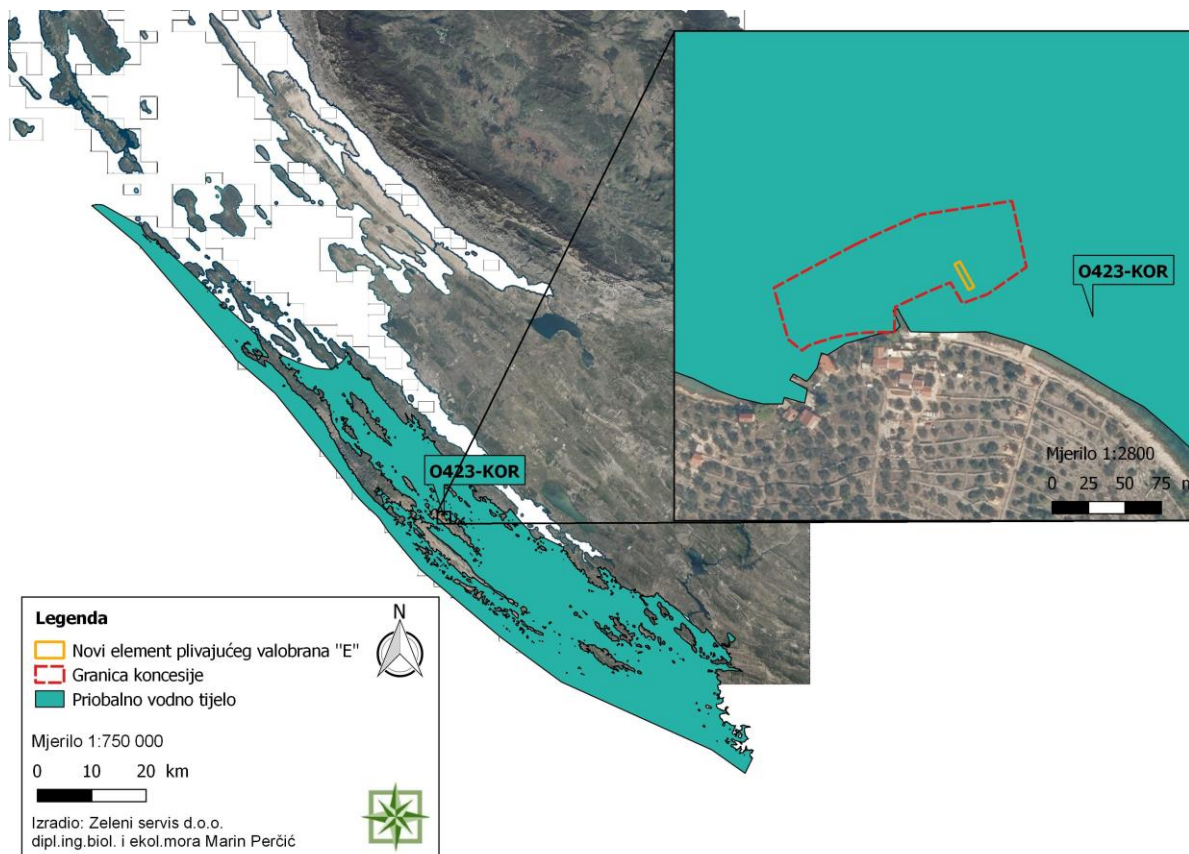 O423-KOR
Mjerilo 1:2800
0 25 50 75 m
O423-KOR
Legenda
N
Novi element plivajućeg valobrana "E"
Granica koncesije
Priobalno vodno tijelo
Mjerilo 1:750 000
0 10 20 km
Izradio: Zeleni servis d.o.o.
dipl.ing.biol. i ekol.mora Marin Perčić